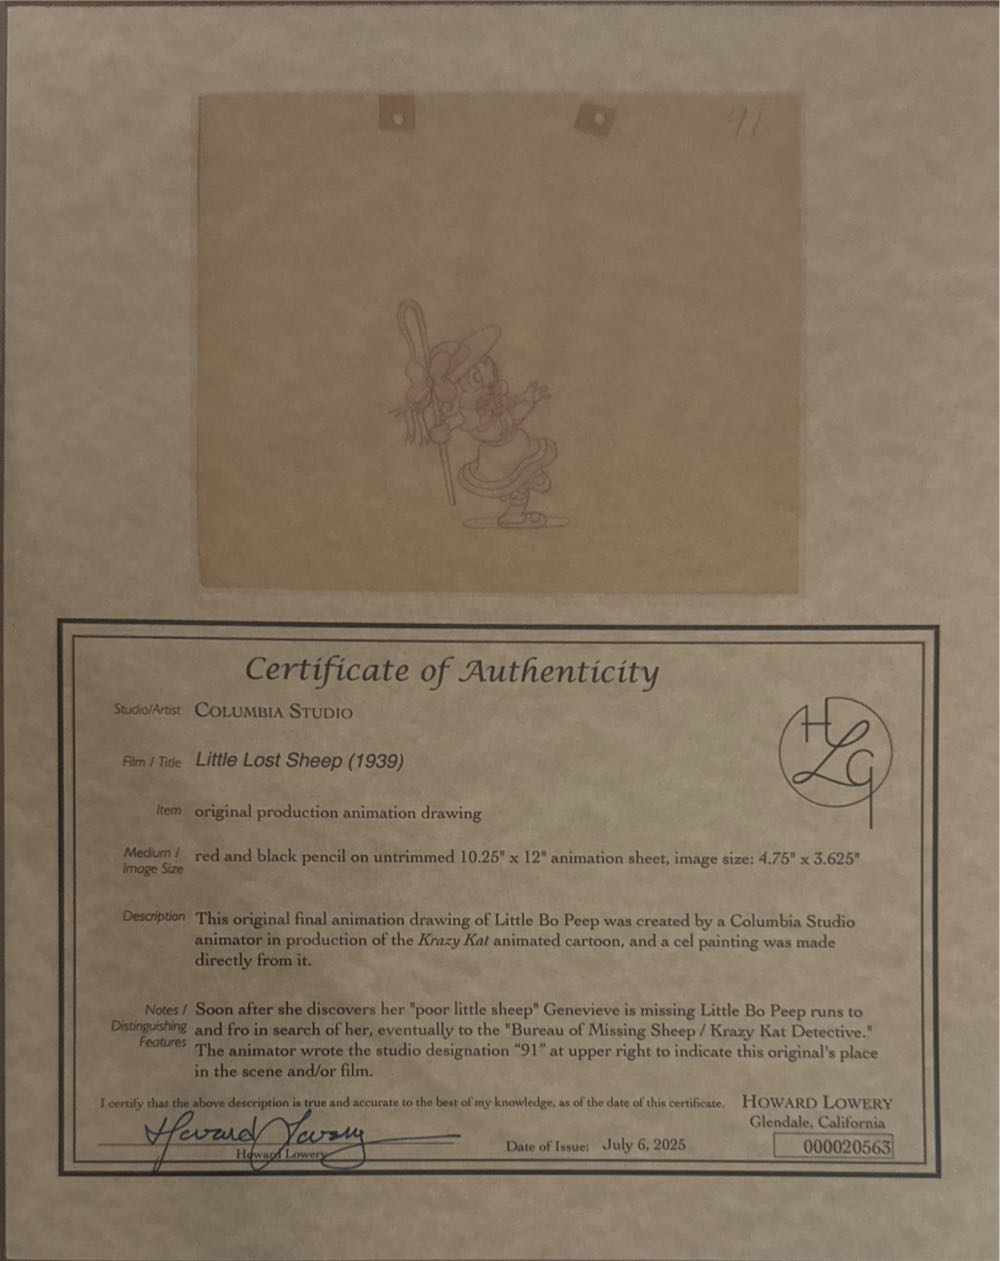 91
Certificate of Authenticity
Studio/Artist COLUMBIA STUDIO
HLG
Film / Title Little Lost Sheep (1939)
Item original production animation drawing
Medium / Image Size red and black pencil on untrimmed 10.25" x 12" animation sheet, image size: 4.75" x 3.625"
Description This original final animation drawing of Little Bo Peep was created by a Columbia Studio
animator in production of the Krazy Kat animated cartoon, and a cel painting was made
directly from it.
Notes / Distinguishing Features Soon after she discovers her "poor little sheep" Genevieve is missing Little Bo Peep runs to
and fro in search of her, eventually to the "Bureau of Missing Sheep / Krazy Kat Detective."
The animator wrote the studio designation "91" at upper right to indicate this original's place
in the scene and/or film.
I certify that the above description is true and accurate to the best of my knowledge, as of the date of this certificate.
HOWARD LOWERY
Glendale, California
Howard Lowery
Howard Lowery
Date of Issue: July 6, 2025
000020563